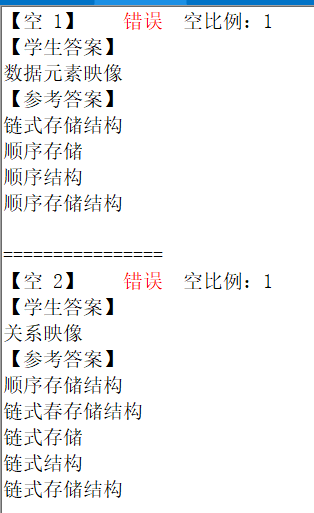 【空 1】 错误 空比例：1
【学生答案】
数据元素映像
【参考答案】
链式存储结构
顺序存储
顺序结构
顺序存储结构
================
【空 2】 错误 空比例：1
【学生答案】
关系映像
【参考答案】
顺序存储结构
链式春存储结构
链式存储
链式结构
链式存储结构